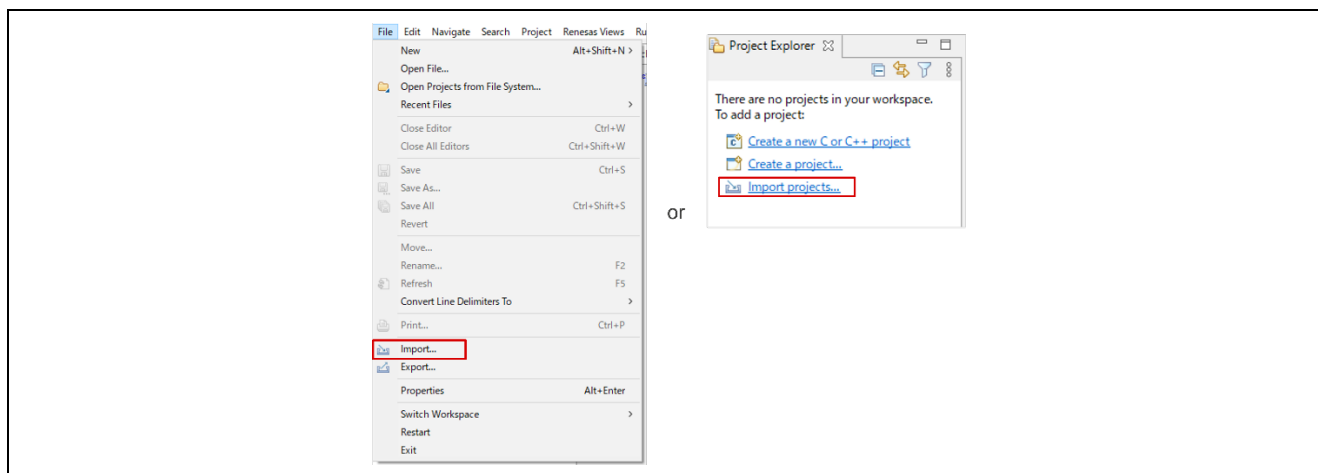 File Edit Navigate Search Project Renesas Views
New Alt+Shift+N >
Open File...
Open Projects from File System...
Recent Files >
Close Editor Ctrl+W
Close All Editors Ctrl+Shift+W
Save Ctrl+S
Save As...
Save All Ctrl+Shift+S
Revert
Move...
Rename... F2
Refresh F5
Convert Line Delimiters To >
Print... Ctrl+P
Import...
Export...
Properties Alt+Enter
Switch Workspace >
Restart
Exit
or
Project Explorer
There are no projects in your workspace.
To add a project:
Create a new C or C++ project
Create a project...
Import projects...